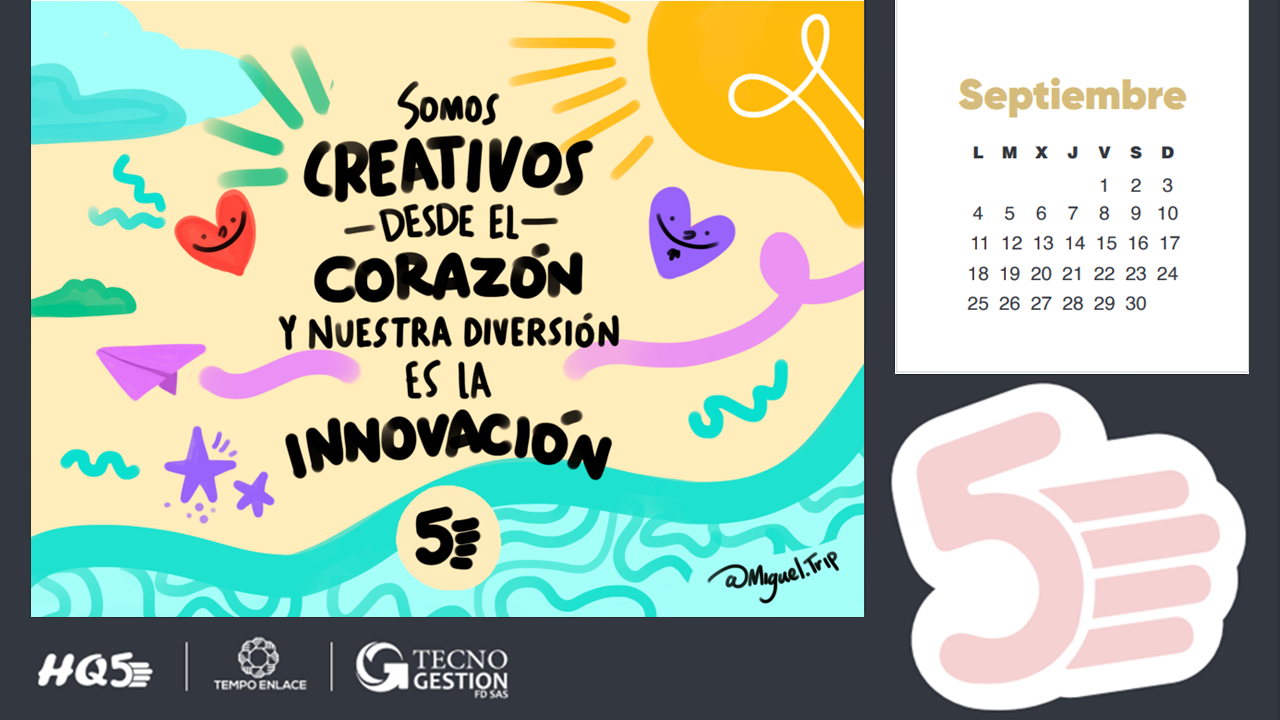 SOMOS
CREATIVOS
—DESDE EL—
CORAZÓN
Y NUESTRA DIVERSIÓN
ES LA
INNOVACIÓN
5
@Miguel.Trip
Septiembre
L M X J V S D
1 2 3
4 5 6 7 8 9 10
11 12 13 14 15 16 17
18 19 20 21 22 23 24
25 26 27 28 29 30
5
HQ5
TEMPO ENLACE
G TECNO
GESTION
FD SAS